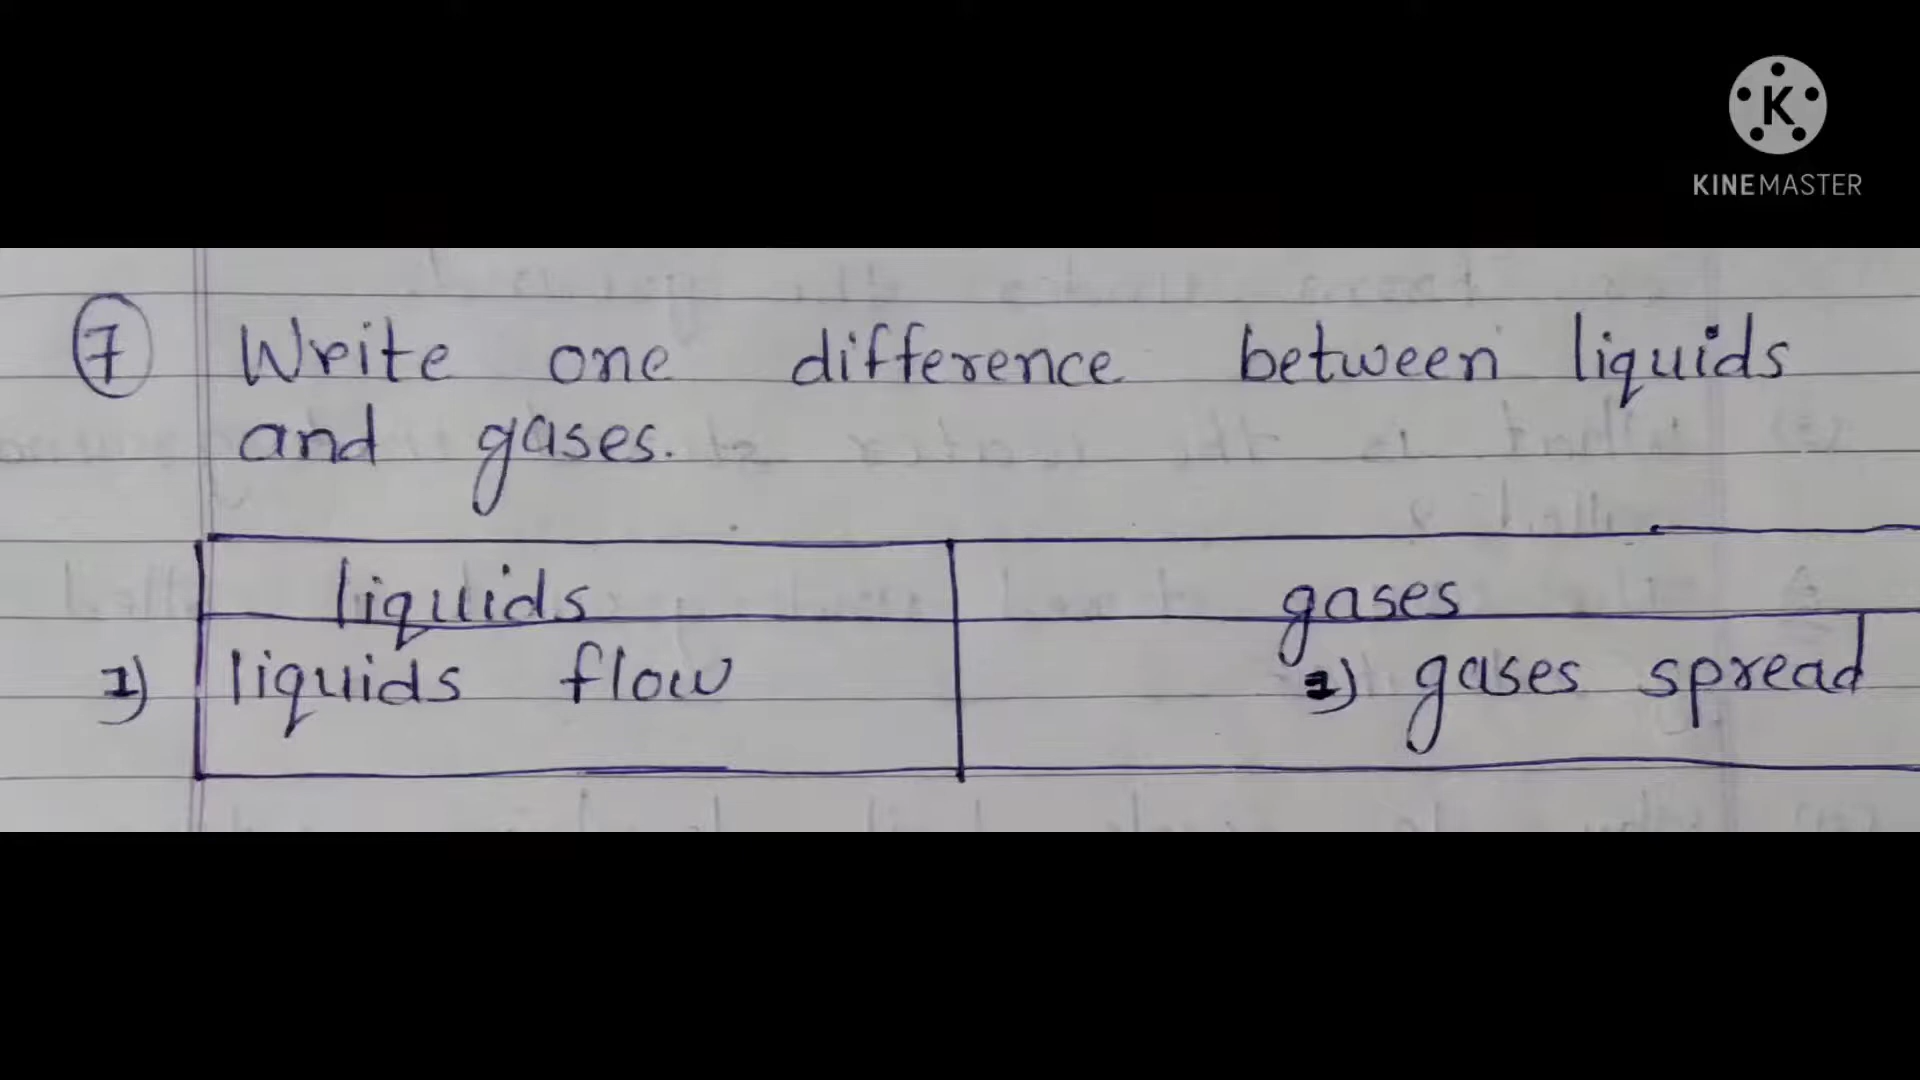 K
KINEMASTER
7 Write one difference between liquids
and gases.
liquids gases
1) liquids flow 1) gases spread